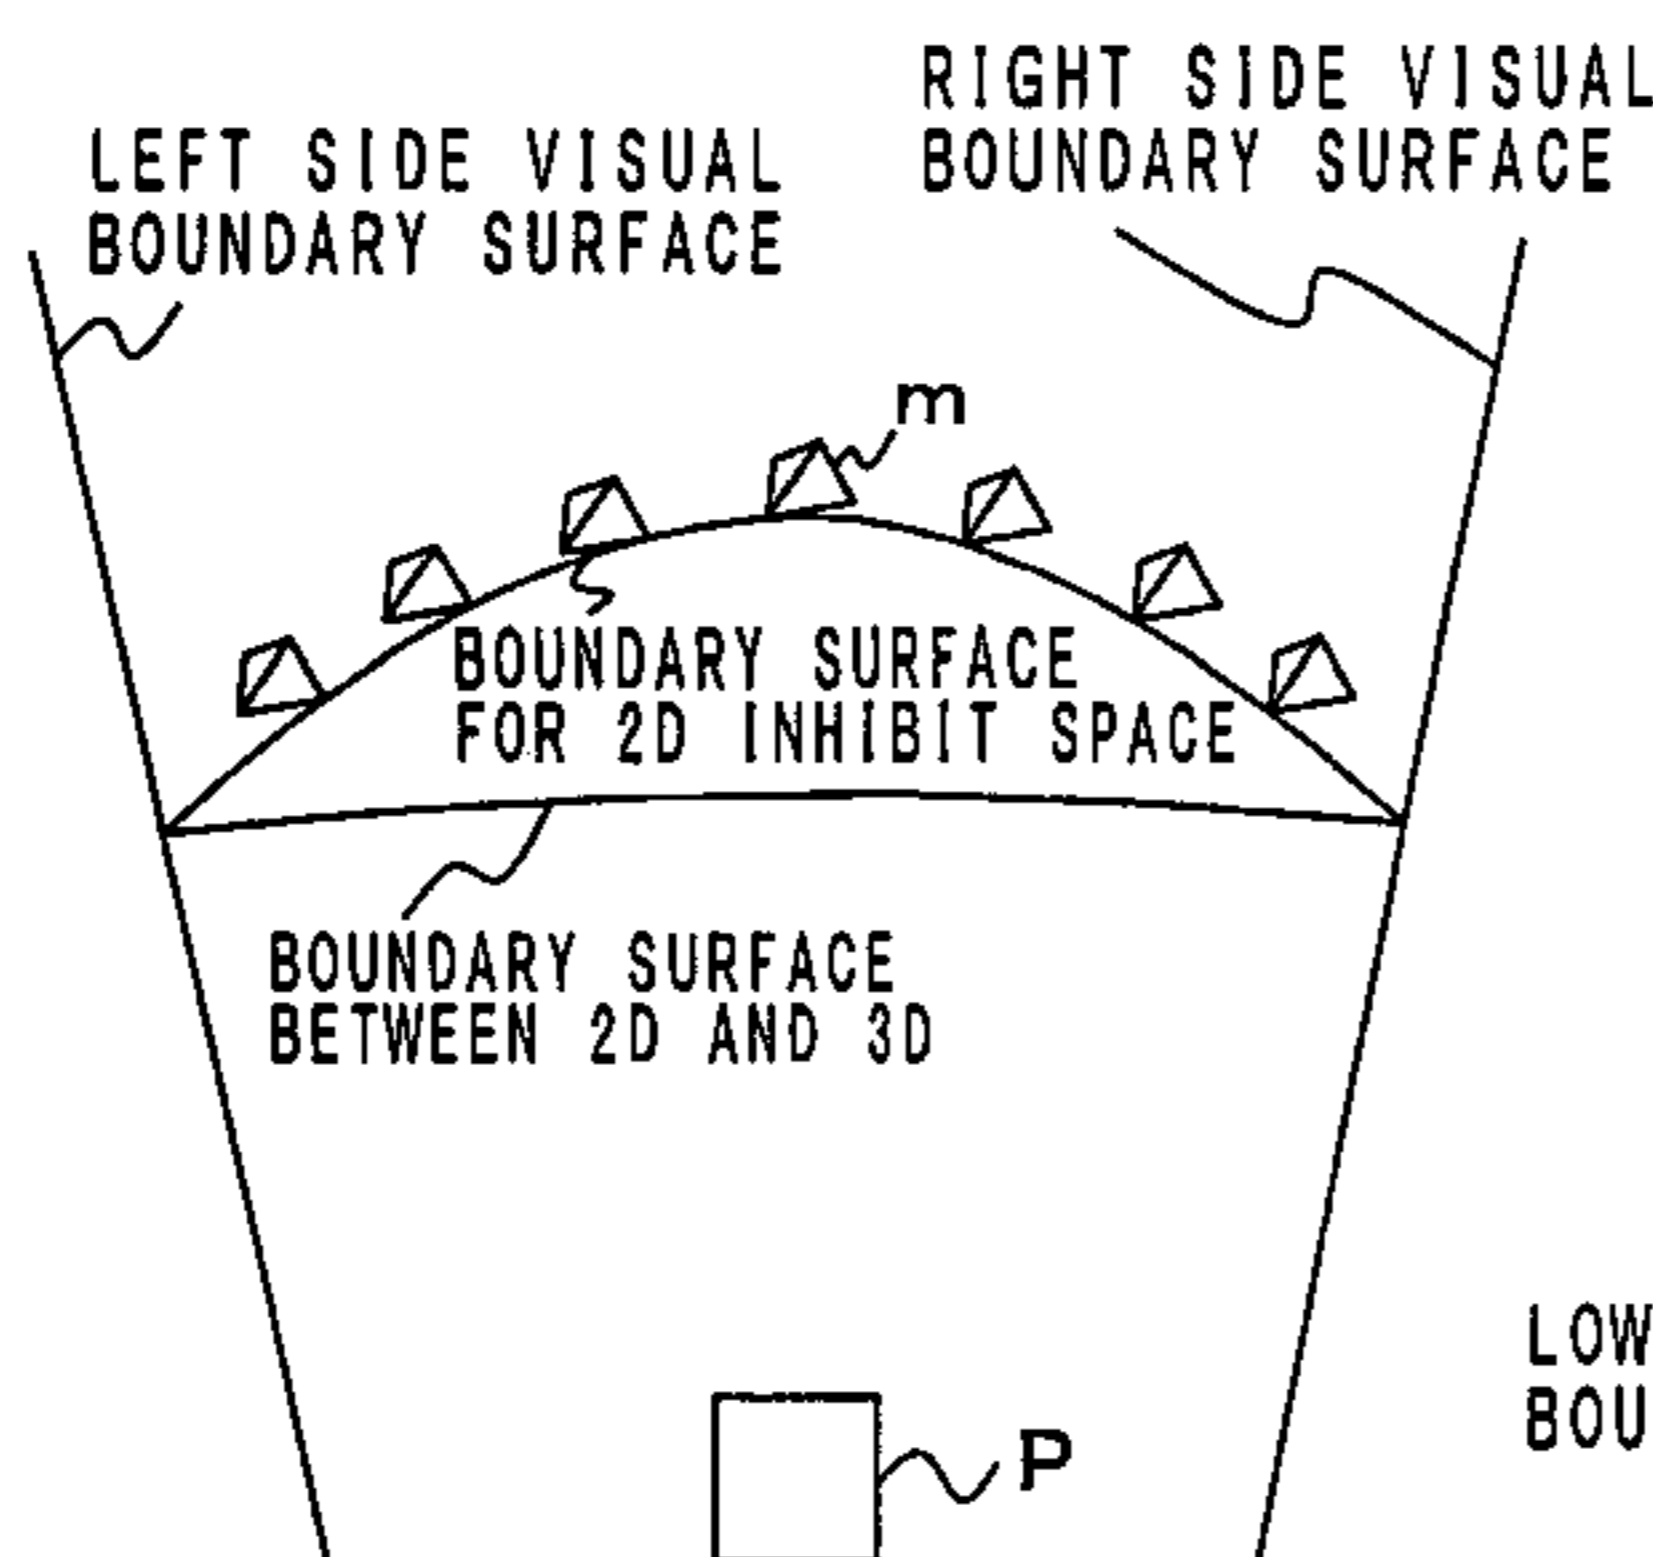 RIGHT SIDE VISUAL
BOUNDARY SURFACE
LEFT SIDE VISUAL
BOUNDARY SURFACE
m
BOUNDARY SURFACE
FOR 2D INHIBIT SPACE
BOUNDARY SURFACE
BETWEEN 2D AND 3D
LOW
BOU
P